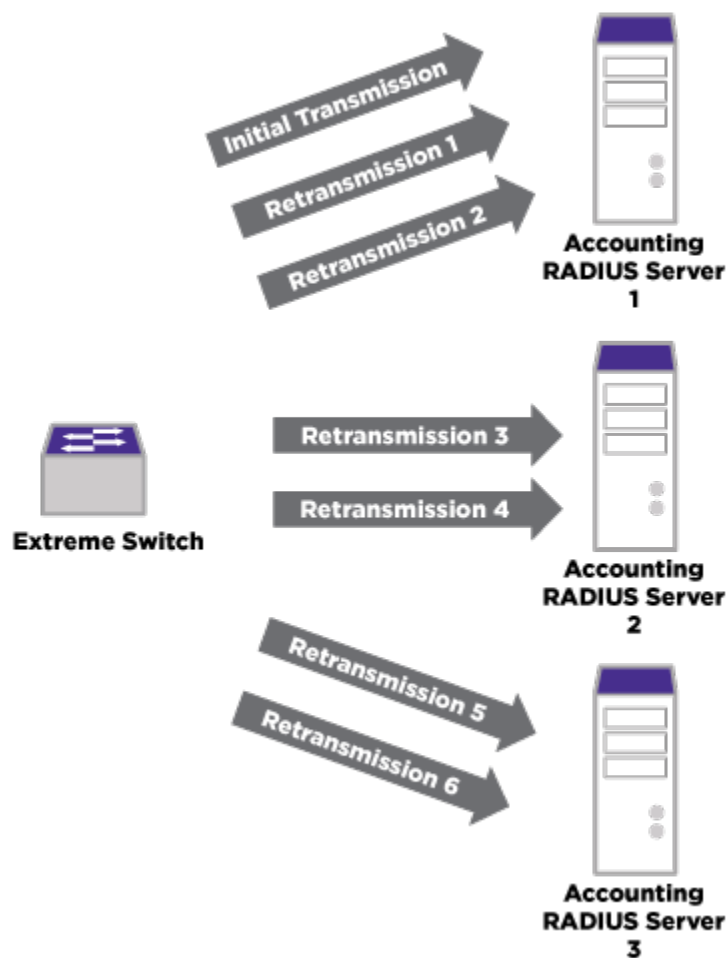 Initial Transmission
Retransmission 1
Retransmission 2
Accounting
RADIUS Server
1
Retransmission 3
Retransmission 4
Extreme Switch
Accounting
RADIUS Server
2
Retransmission 5
Retransmission 6
Accounting
RADIUS Server
3